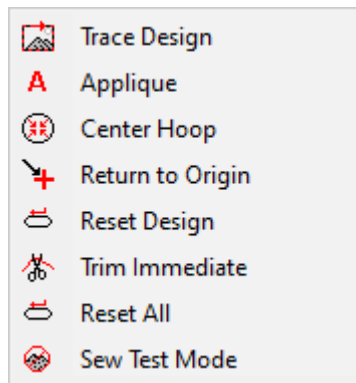 Trace Design
A Applique
Center Hoop
Return to Origin
Reset Design
Trim Immediate
Reset All
Sew Test Mode